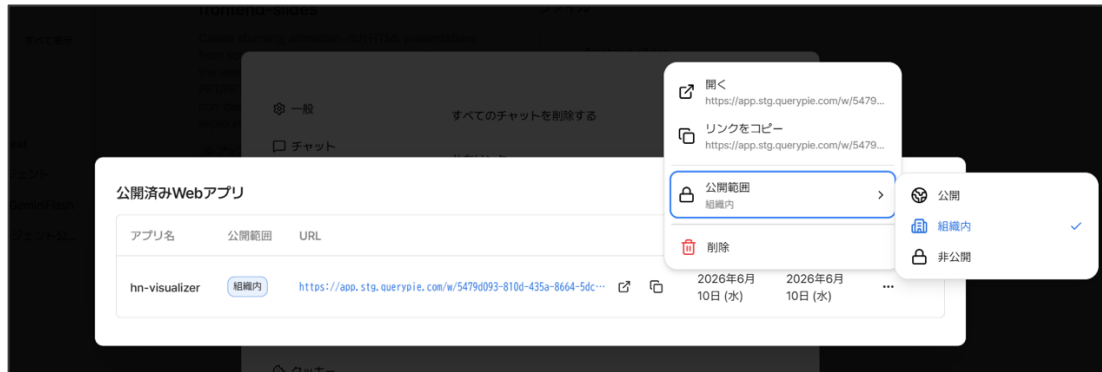 frontend-slides
すべて表示
一般
すべてのチャットを削除する
チャット
開く
https://app.stg.querypie.com/w/5479...
リンクをコピー
https://app.stg.querypie.com/w/5479...
公開範囲
組織内
削除
公開
組織内
非公開
公開済みWebアプリ
アプリ名 公開範囲 URL
hn-visualizer 組織内 https://app.stg.querypie.com/w/5479d093-810d-435a-8664-5dc… 2026年6月10日 (水) 2026年6月10日 (水) ...
クッキー